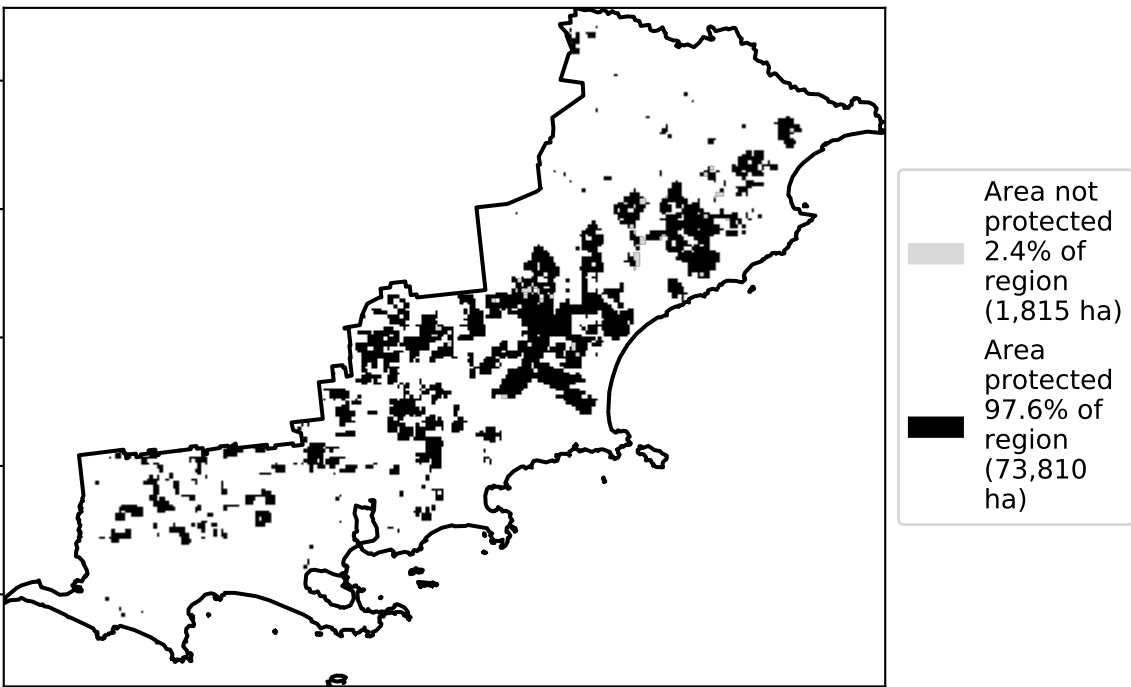 Area not
protected
2.4% of
region
(1,815 ha)
Area
protected
97.6% of
region
(73,810
ha)